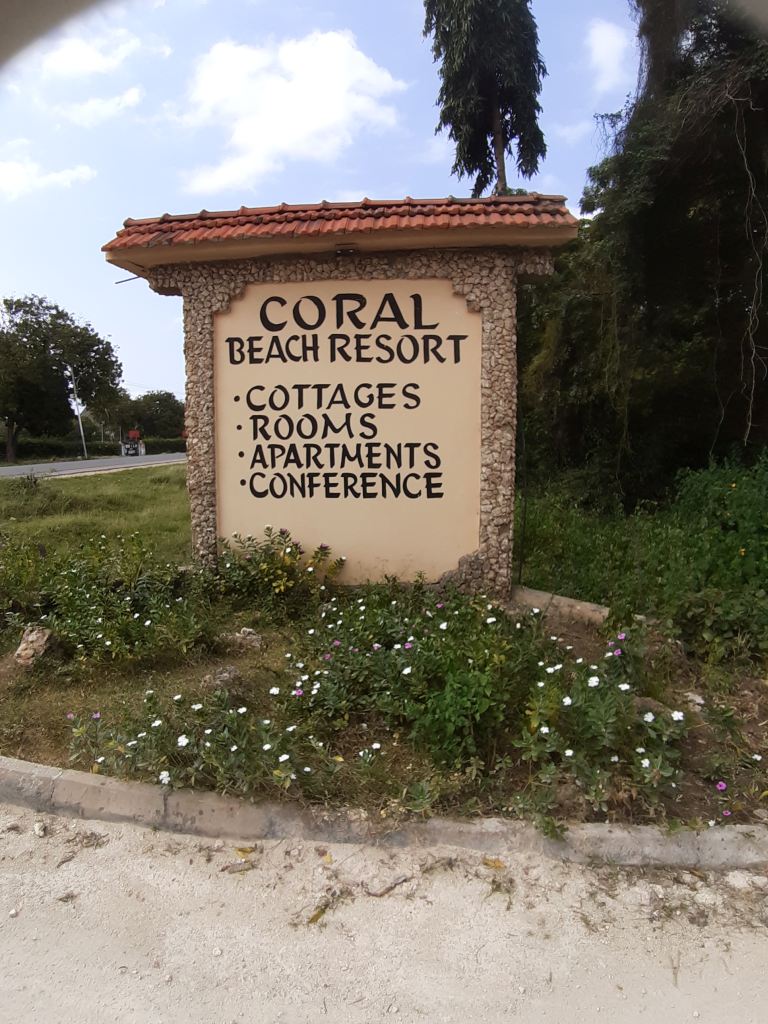 CORAL
BEACH RESORT
• COTTAGES
• ROOMS
• APARTMENTS
• CONFERENCE